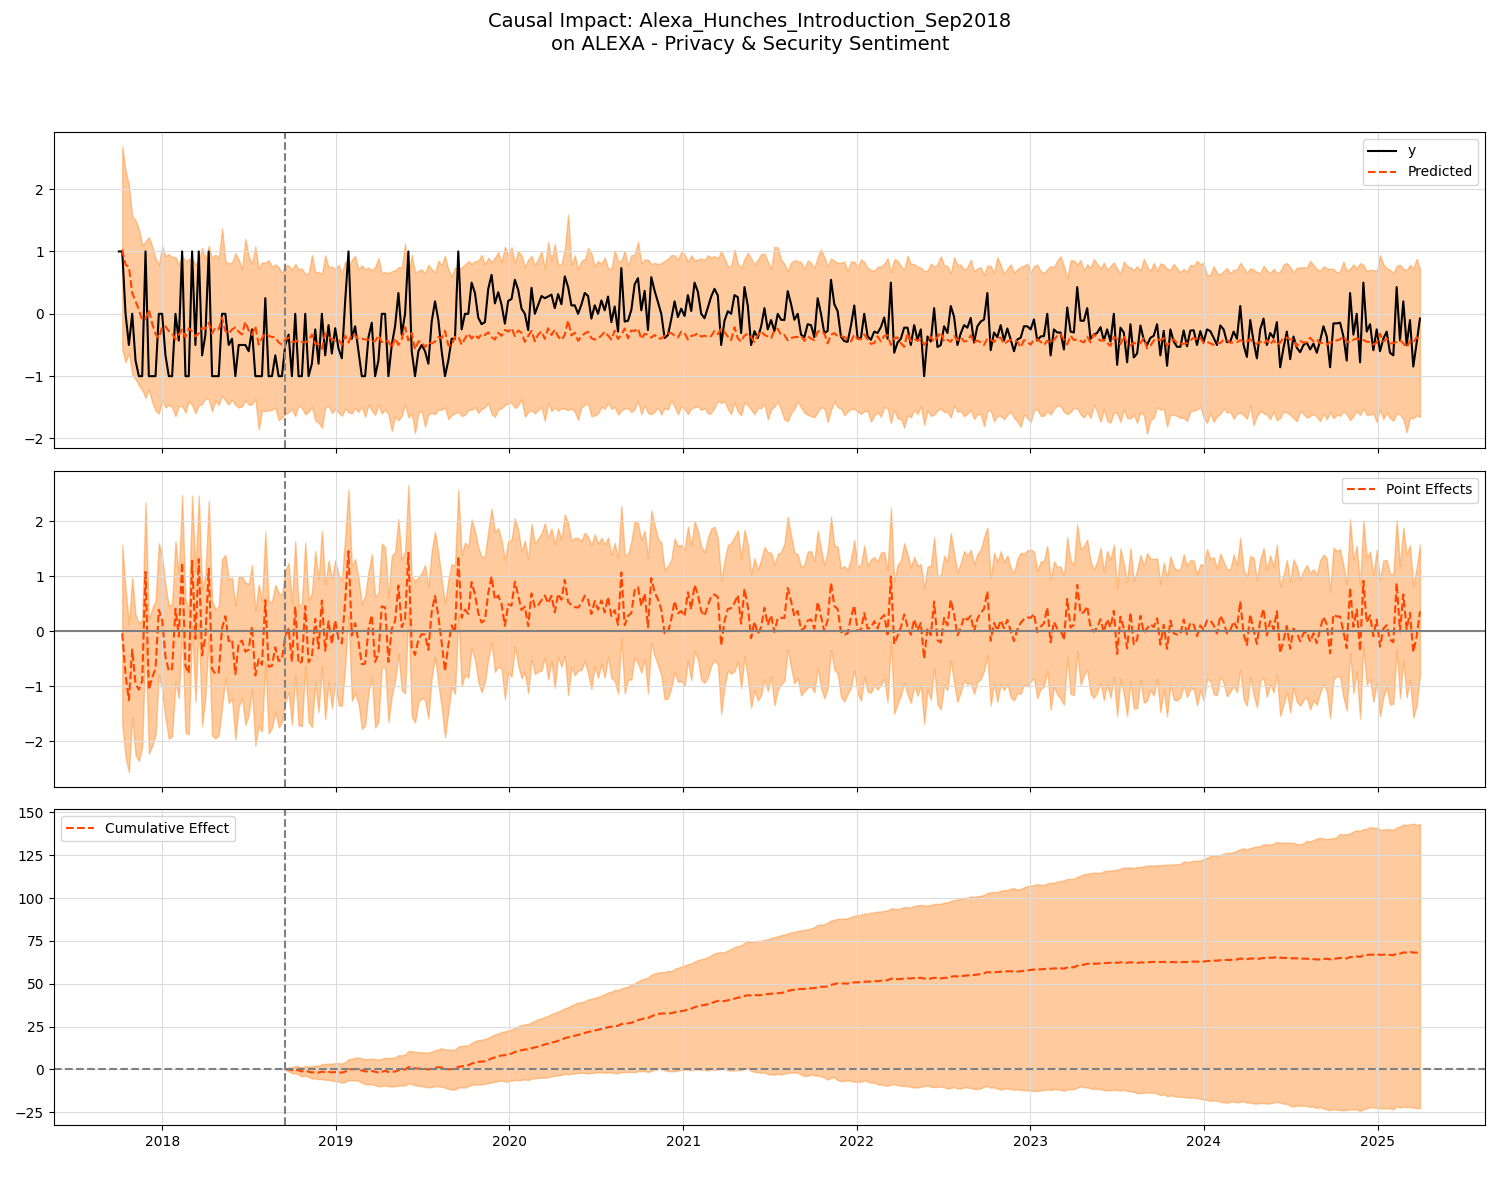 Causal Impact: Alexa_Hunches_Introduction_Sep2018
on ALEXA - Privacy & Security Sentiment
y
Predicted
2
1
0
−1
−2
Point Effects
2
1
0
−1
−2
Cumulative Effect
150
125
100
75
50
25
0
−25
2018 2019 2020 2021 2022 2023 2024 2025